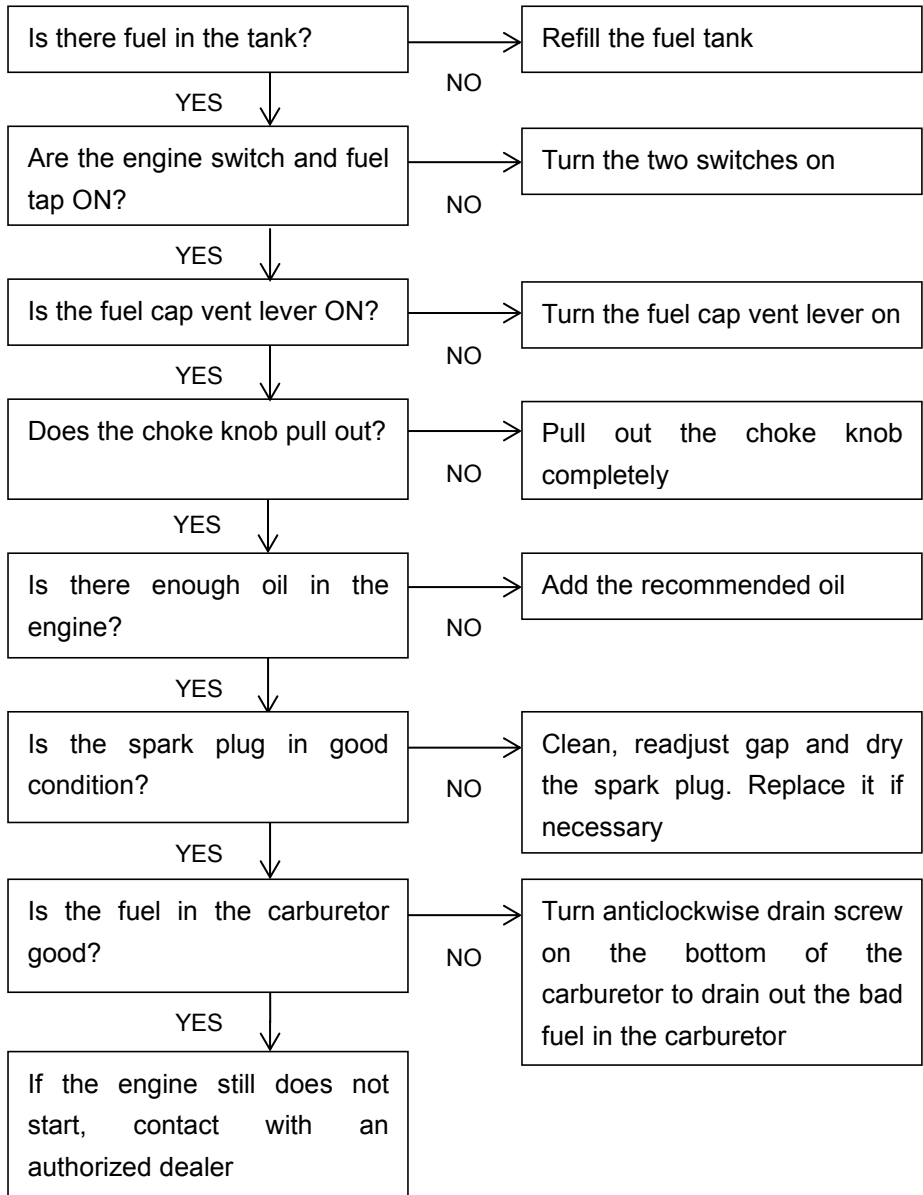 Is there fuel in the tank?
Refill the fuel tank
NO
YES
Are the engine switch and fuel
tap ON?
Turn the two switches on
NO
YES
Is the fuel cap vent lever ON?
Turn the fuel cap vent lever on
NO
YES
Does the choke knob pull out?
Pull out the choke knob
completely
NO
YES
Is there enough oil in the
engine?
Add the recommended oil
NO
YES
Is the spark plug in good
condition?
Clean, readjust gap and dry
the spark plug. Replace it if
necessary
NO
YES
Is the fuel in the carburetor
good?
Turn anticlockwise drain screw
on the bottom of the
carburetor to drain out the bad
fuel in the carburetor
NO
YES
If the engine still does not
start, contact with an
authorized dealer